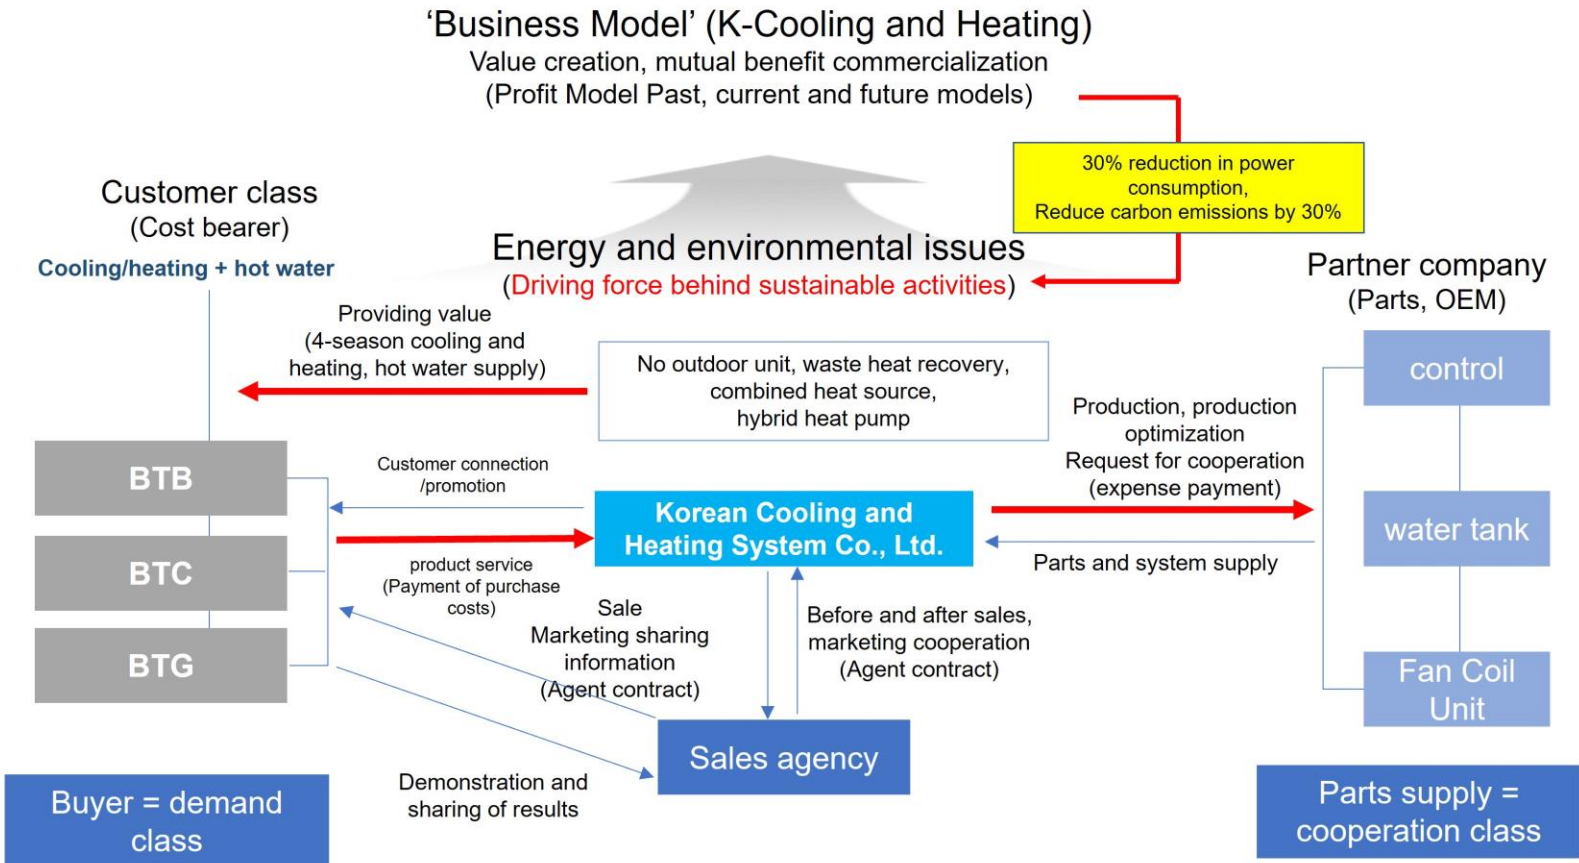 ‘Business Model’ (K-Cooling and Heating)
Value creation, mutual benefit commercialization
(Profit Model Past, current and future models)
30% reduction in power
consumption,
Reduce carbon emissions by 30%
Customer class
(Cost bearer)
Cooling/heating + hot water
Energy and environmental issues
(Driving force behind sustainable activities)
Partner company
(Parts, OEM)
Providing value
(4-season cooling and
heating, hot water supply)
No outdoor unit, waste heat recovery,
combined heat source,
hybrid heat pump
control
Production, production
optimization
Request for cooperation
(expense payment)
BTB
Customer connection
/promotion
Korean Cooling and
Heating System Co., Ltd.
water tank
BTC
product service
(Payment of purchase
costs)
Parts and system supply
Sale
Marketing sharing
information
(Agent contract)
Before and after sales,
marketing cooperation
(Agent contract)
BTG
Fan Coil
Unit
Sales agency
Demonstration and
sharing of results
Buyer = demand
class
Parts supply =
cooperation class